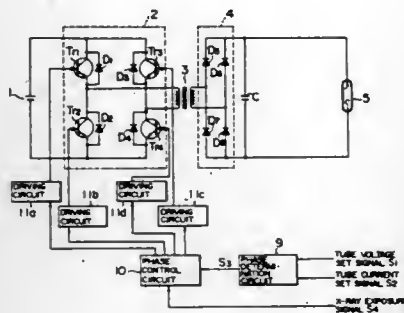 2
4
Tr1
D1
D3
Tr3
3
D5
D6
1
C
5
Tr2
D2
D4
Tr4
D7
D8
DRIVING CIRCUIT
11a
DRIVING CIRCUIT
11b
DRIVING CIRCUIT
11d
DRIVING CIRCUIT
11c
9
10
PHASE CONTROL CIRCUIT
S3
PHASE
CIRCUIT
TUBE VOLTAGE
SET SIGNAL S1
TUBE CURRENT
SET SIGNAL S2
X-RAY EXPOSURE
SIGNAL S4